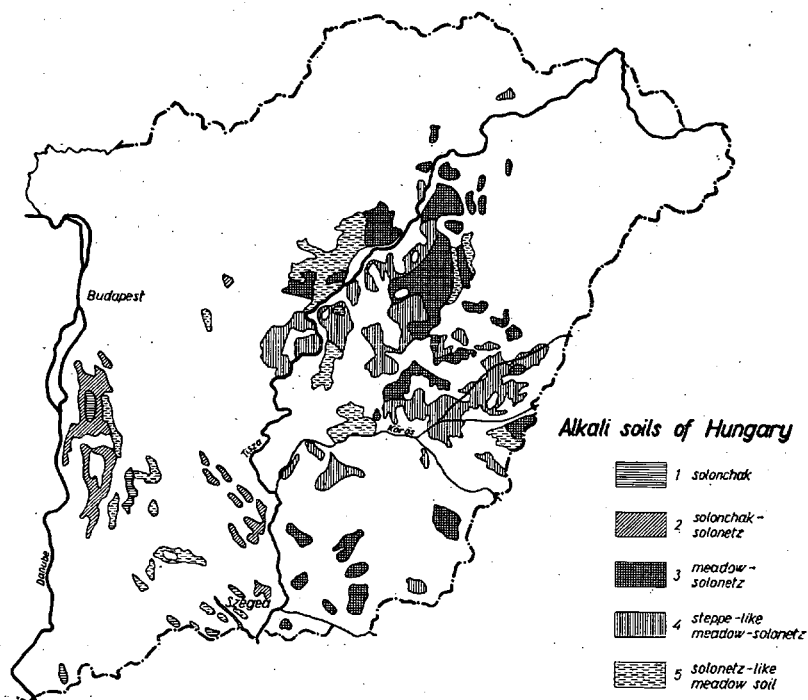 Budapest
Tisza
Körös
Danube
Szeged
Alkali soils of Hungary
1 solonchak
2 solonchak-
solonetz
3 meadow-
solonetz
4 steppe-like
meadow-solonetz
5 solonetz-like
meadow soil